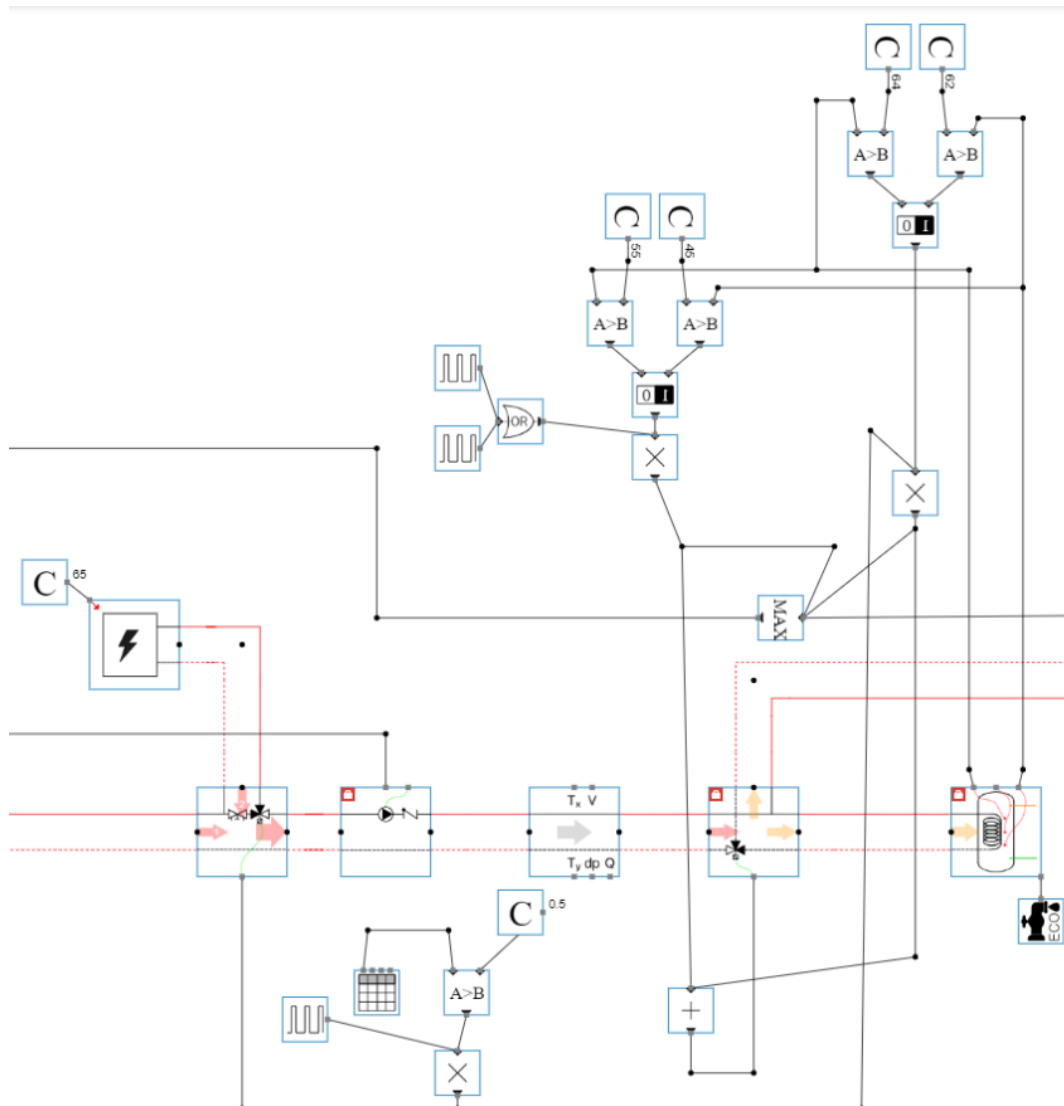 C C
64 62
A>B A>B
0 I
C C
55 45
A>B A>B
0 I
OR
×
×
C 65
MAX
Tx V
Ty dp Q
C 0.5
A>B
ECO
+
×